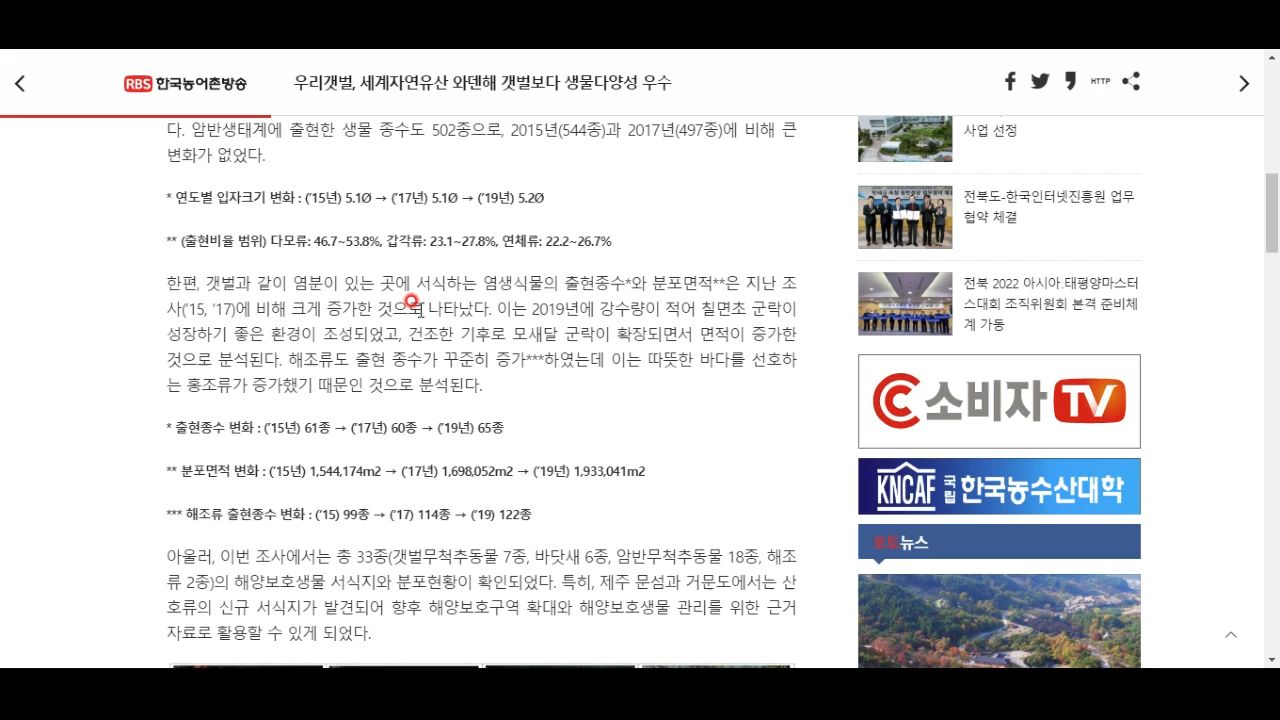 RBS 한국농어촌방송
우리갯벌, 세계자연유산 와덴해 갯벌보다 생물다양성 우수
HTTP
다. 암반생태계에 출현한 생물 종수도 502종으로, 2015년(544종)과 2017년(497종)에 비해 큰
변화가 없었다.
* 연도별 입자크기 변화 : (’15년) 5.1Ø → (’17년) 5.1Ø → (’19년) 5.2Ø
** (출현비율 범위) 다모류: 46.7~53.8%, 갑각류: 23.1~27.8%, 연체류: 22.2~26.7%
한편, 갯벌과 같이 염분이 있는 곳에 서식하는 염생식물의 출현종수*와 분포면적**은 지난 조
사(’15, ‘17)에 비해 크게 증가한 것으로 나타났다. 이는 2019년에 강수량이 적어 칠면초 군락이
성장하기 좋은 환경이 조성되었고, 건조한 기후로 모새달 군락이 확장되면서 면적이 증가한
것으로 분석된다. 해조류도 출현 종수가 꾸준히 증가***하였는데 이는 따뜻한 바다를 선호하
는 홍조류가 증가했기 때문인 것으로 분석된다.
* 출현종수 변화 : (’15년) 61종 → (’17년) 60종 → (’19년) 65종
** 분포면적 변화 : (’15년) 1,544,174m2 → (’17년) 1,698,052m2 → (’19년) 1,933,041m2
*** 해조류 출현종수 변화 : (’15) 99종 → (’17) 114종 → (’19) 122종
아울러, 이번 조사에서는 총 33종(갯벌무척추동물 7종, 바닷새 6종, 암반무척추동물 18종, 해조
류 2종)의 해양보호생물 서식지와 분포현황이 확인되었다. 특히, 제주 문섬과 거문도에서는 산
호류의 신규 서식지가 발견되어 향후 해양보호구역 확대와 해양보호생물 관리를 위한 근거
자료로 활용할 수 있게 되었다.
사업 선정
전북도-한국인터넷진흥원 업무
협약 체결
전북 2022 아시아.태평양마스터
스대회 조직위원회 본격 준비체
계 가동
소비자TV
KNCAF 국립 한국농수산대학
포토뉴스